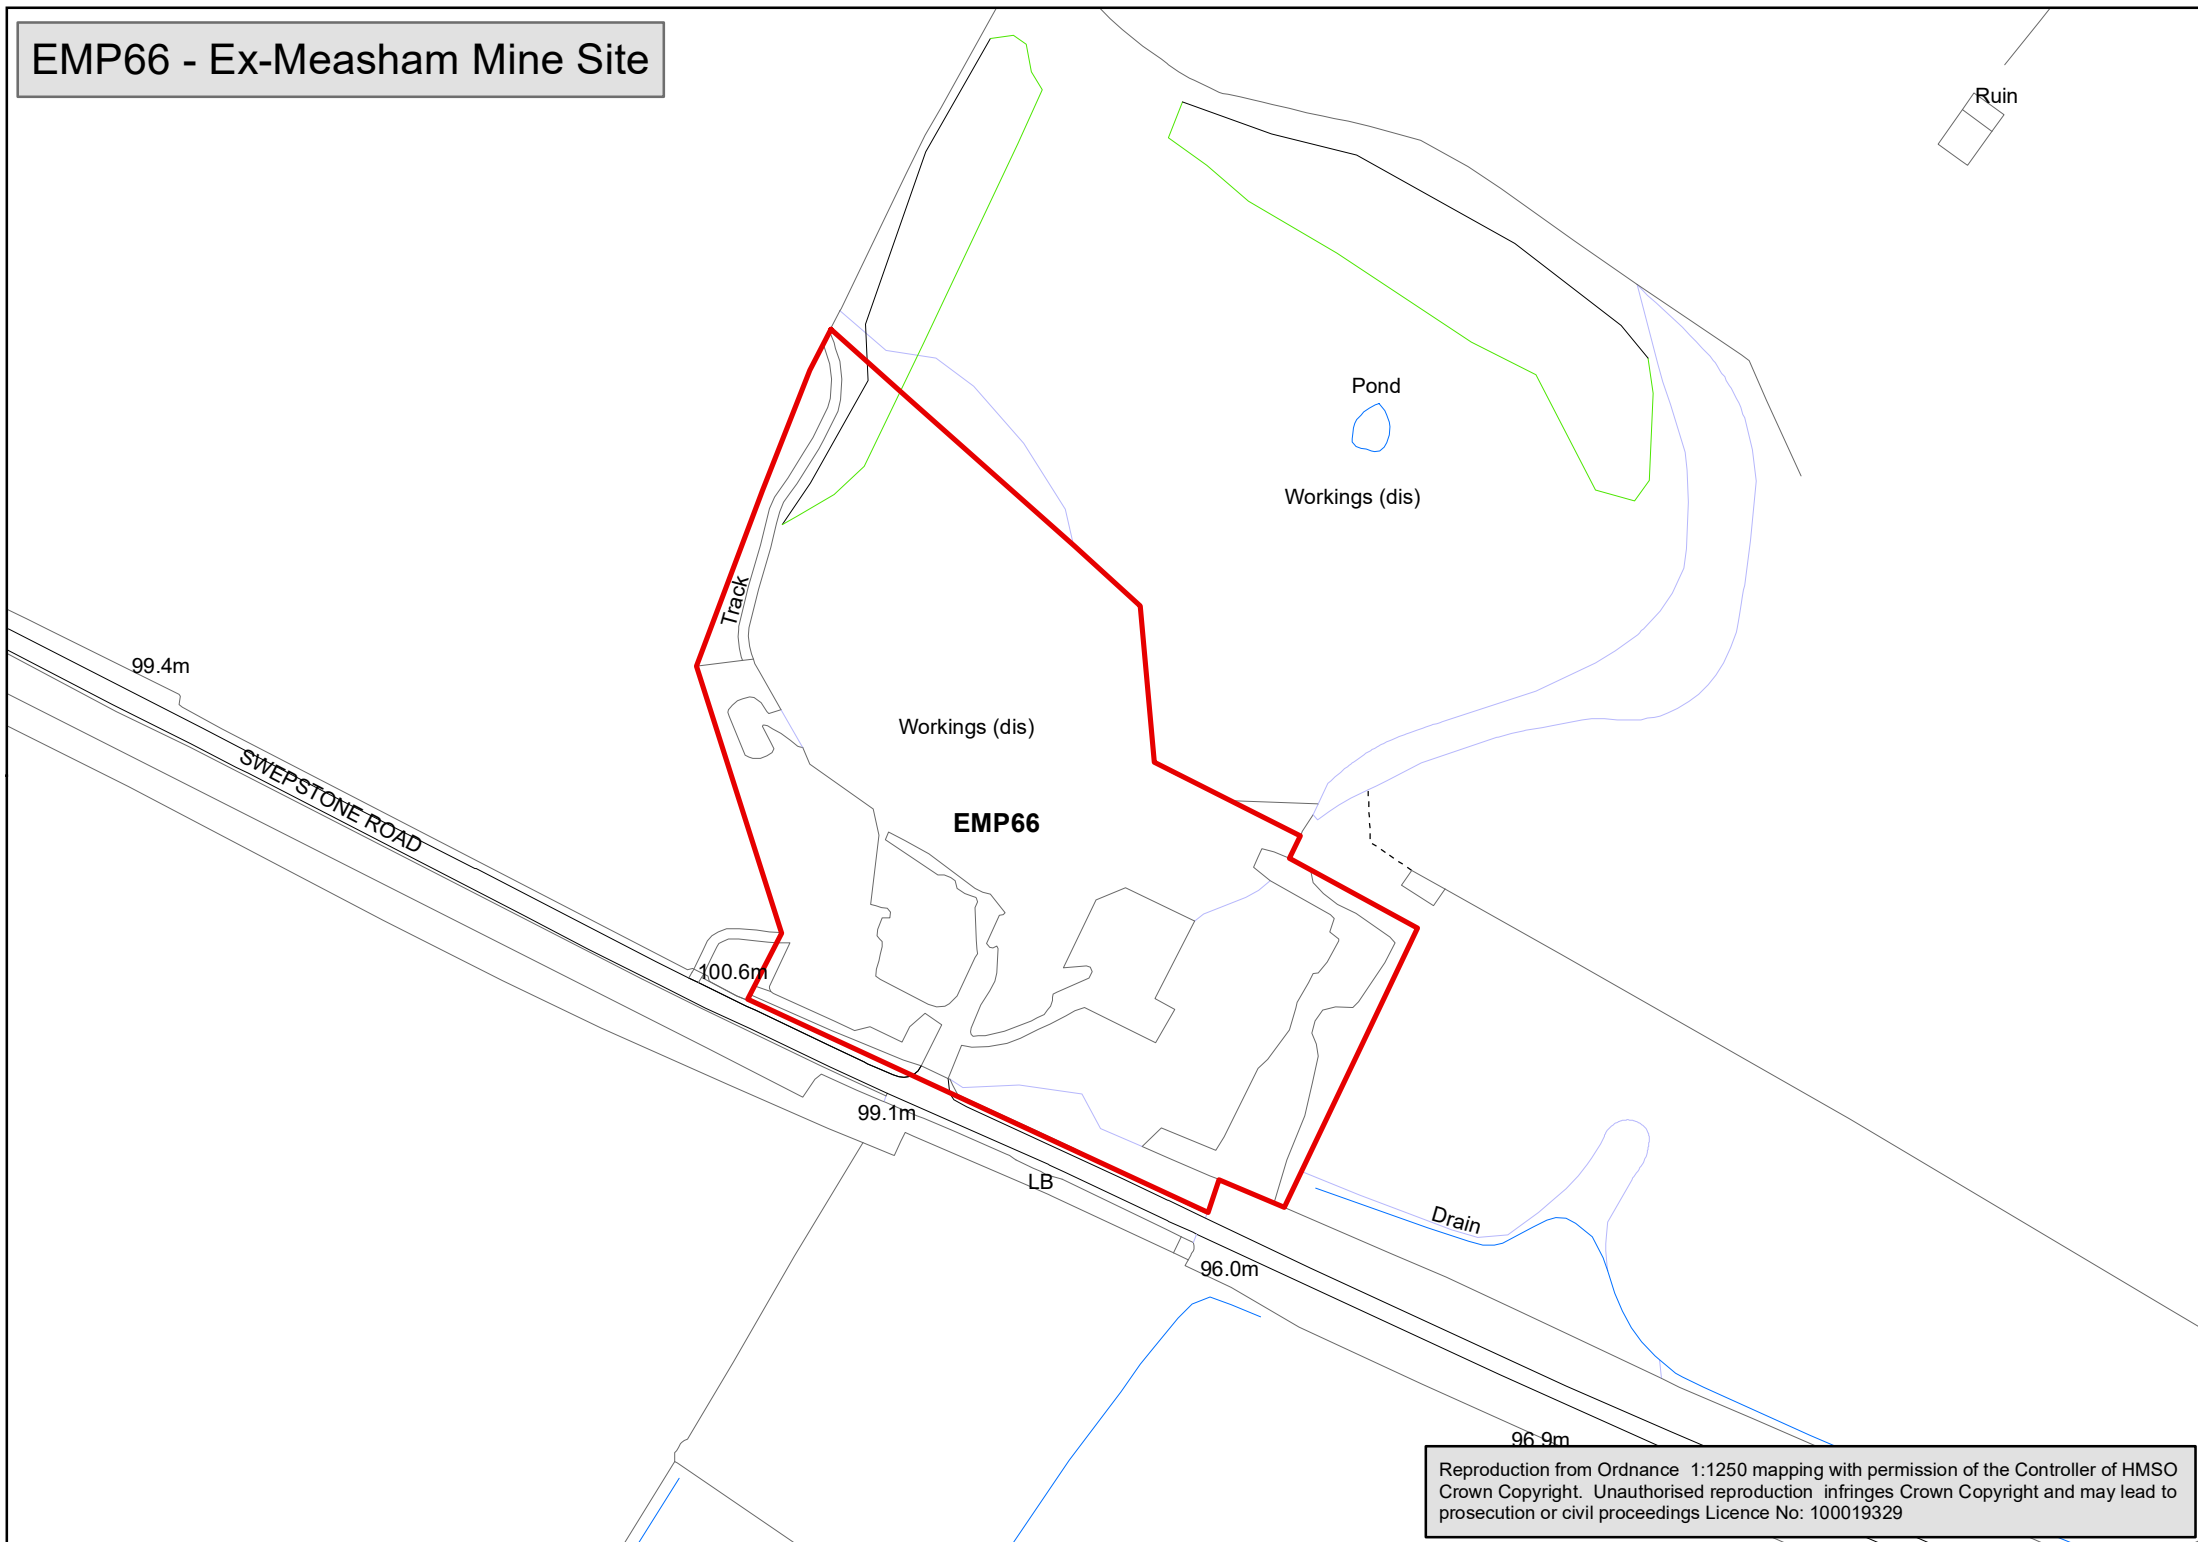 EMP66 - Ex-Measham Mine Site
Ruin
Pond
Workings (dis)
Track
99.4m
Workings (dis)
SWEPSTONE ROAD
EMP66
100.6m
99.1m
LB
Drain
96.0m
96.9m
Reproduction from Ordnance 1:1250 mapping with permission of the Controller of HMSO
Crown Copyright. Unauthorised reproduction infringes Crown Copyright and may lead to
prosecution or civil proceedings Licence No: 100019329